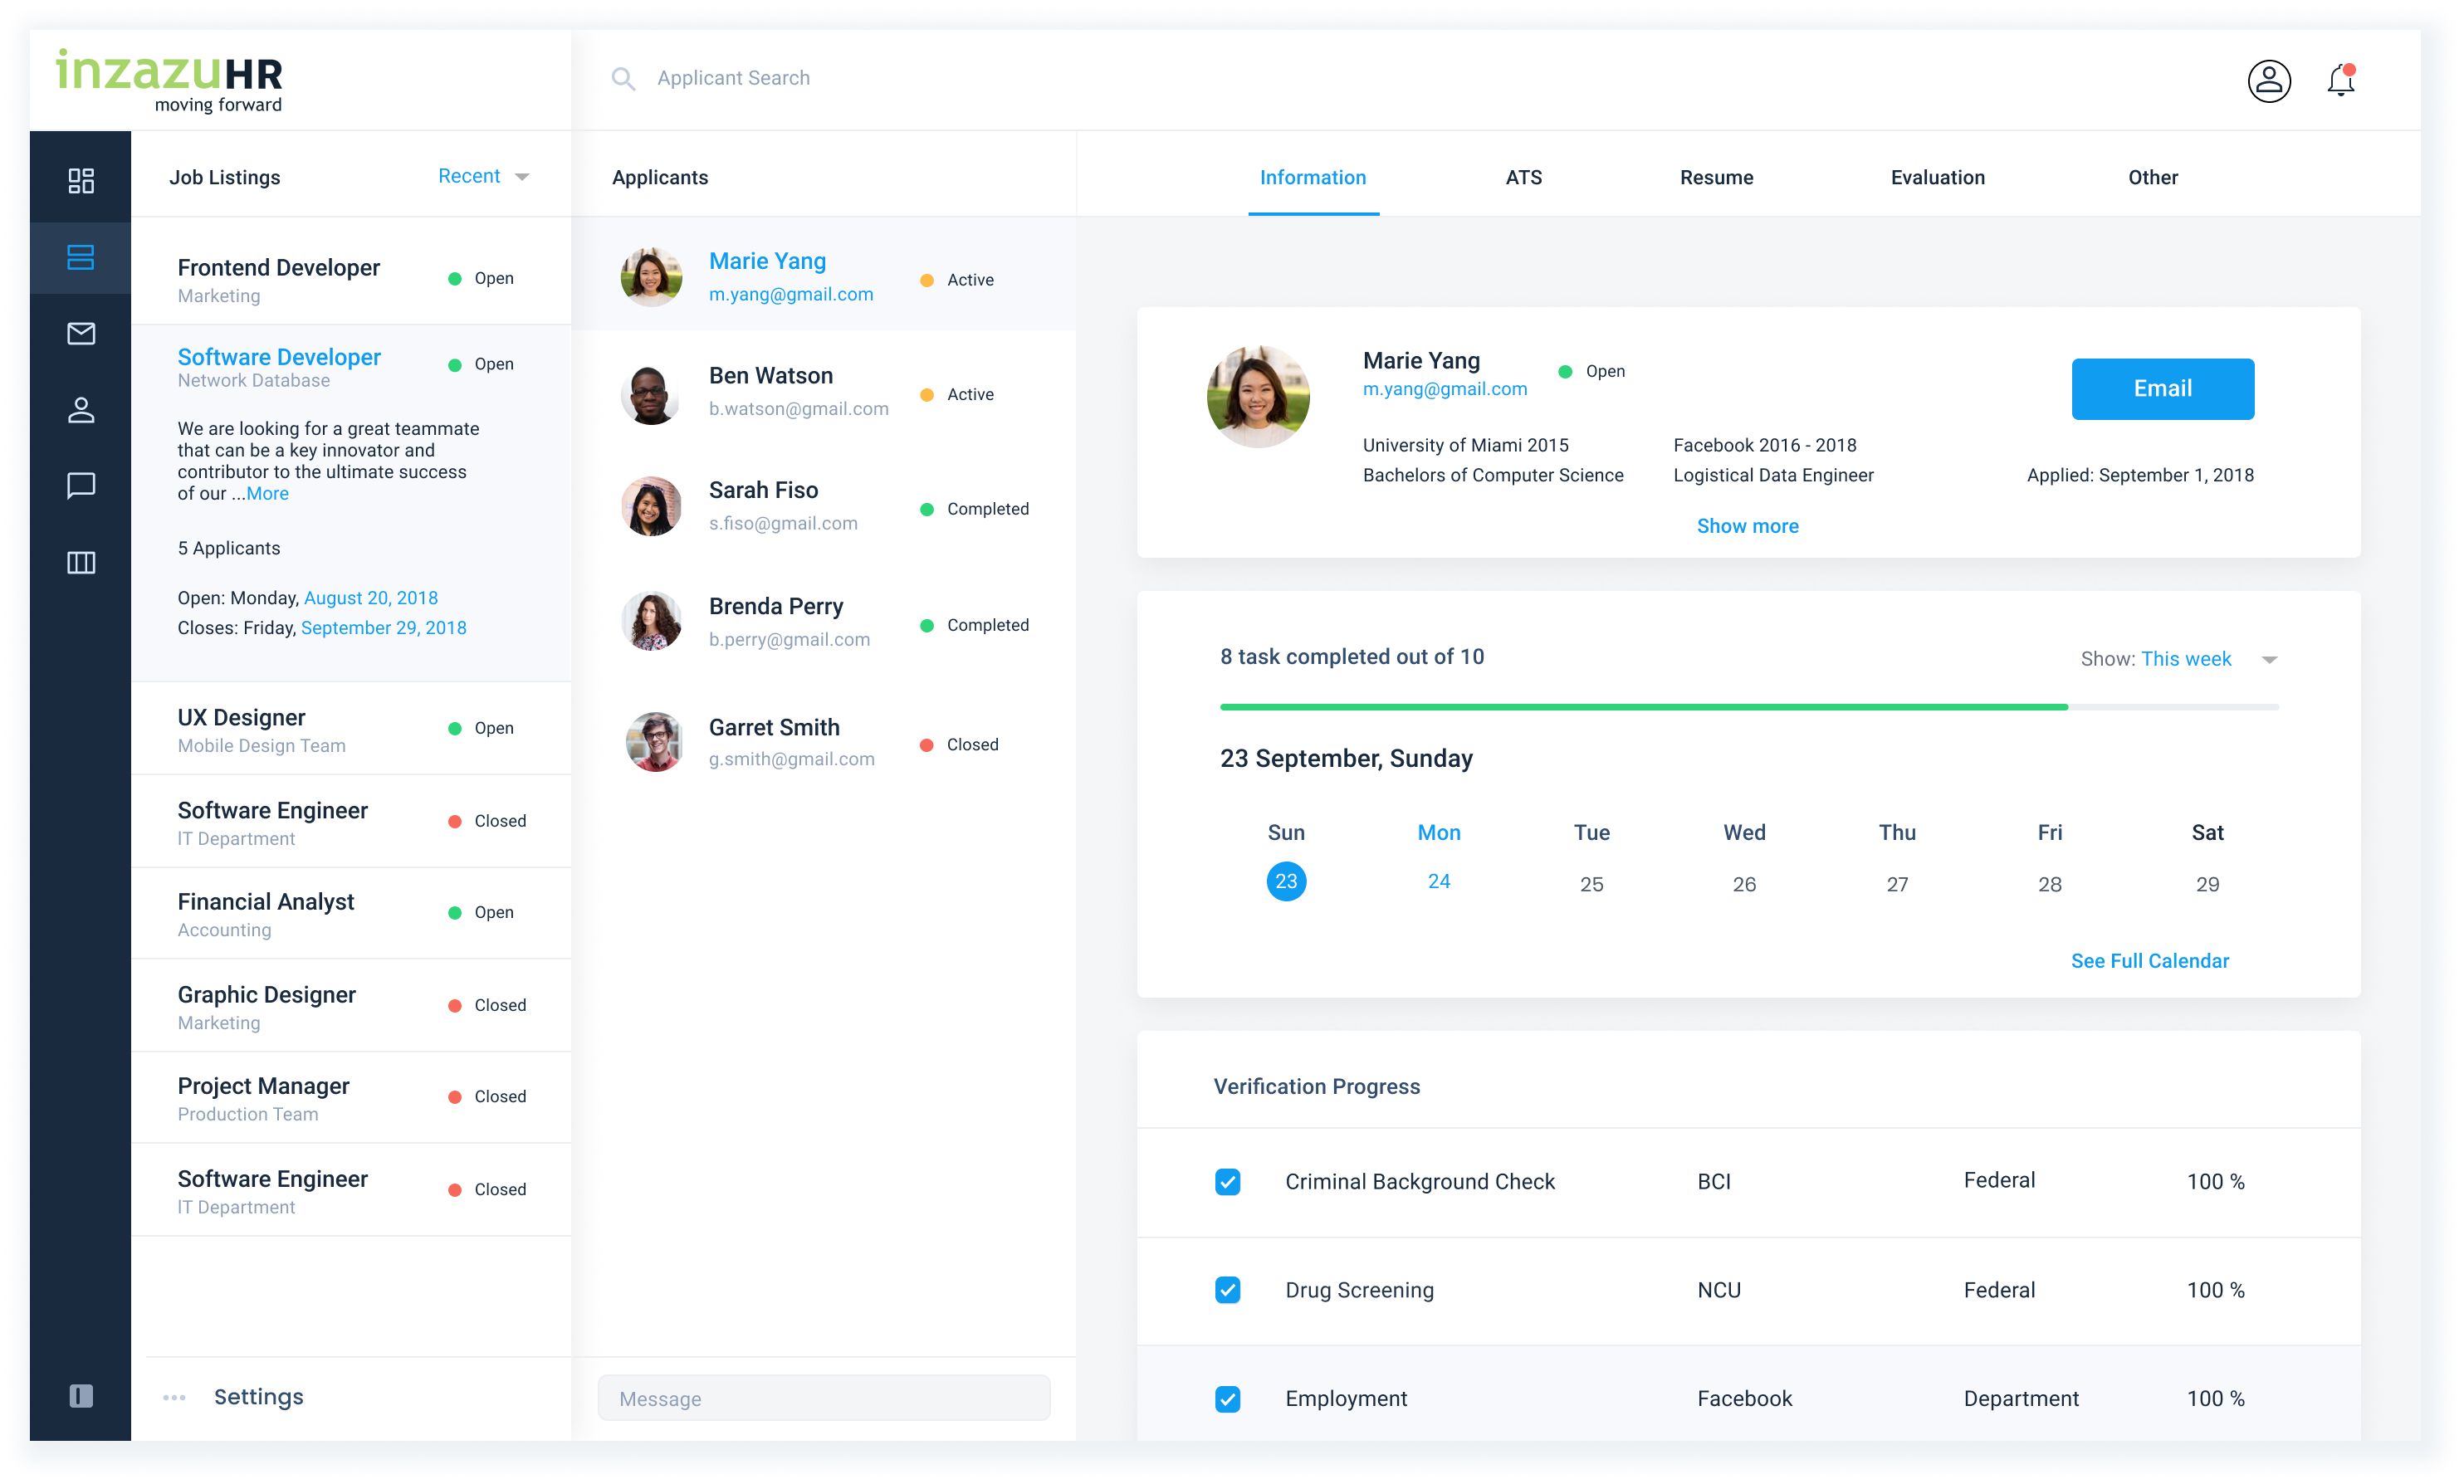 inzazuHR
moving forward
Applicant Search
Job Listings
Recent
Frontend Developer
Marketing
Open
Software Developer
Network Database
Open
We are looking for a great teammate
that can be a key innovator and
contributor to the ultimate success
of our ...More
5 Applicants
Open: Monday, August 20, 2018
Closes: Friday, September 29, 2018
UX Designer
Mobile Design Team
Open
Software Engineer
IT Department
Closed
Financial Analyst
Accounting
Open
Graphic Designer
Marketing
Closed
Project Manager
Production Team
Closed
Software Engineer
IT Department
Closed
Settings
Applicants
Marie Yang
m.yang@gmail.com
Active
Ben Watson
b.watson@gmail.com
Active
Sarah Fiso
s.fiso@gmail.com
Completed
Brenda Perry
b.perry@gmail.com
Completed
Garret Smith
g.smith@gmail.com
Closed
Message
Information ATS Resume Evaluation Other
Marie Yang
m.yang@gmail.com
Open
Email
University of Miami 2015
Bachelors of Computer Science
Facebook 2016 - 2018
Logistical Data Engineer
Applied: September 1, 2018
Show more
8 task completed out of 10
Show: This week
23 September, Sunday
Sun Mon Tue Wed Thu Fri Sat
23 24 25 26 27 28 29
See Full Calendar
Verification Progress
Criminal Background Check BCI Federal 100 %
Drug Screening NCU Federal 100 %
Employment Facebook Department 100 %